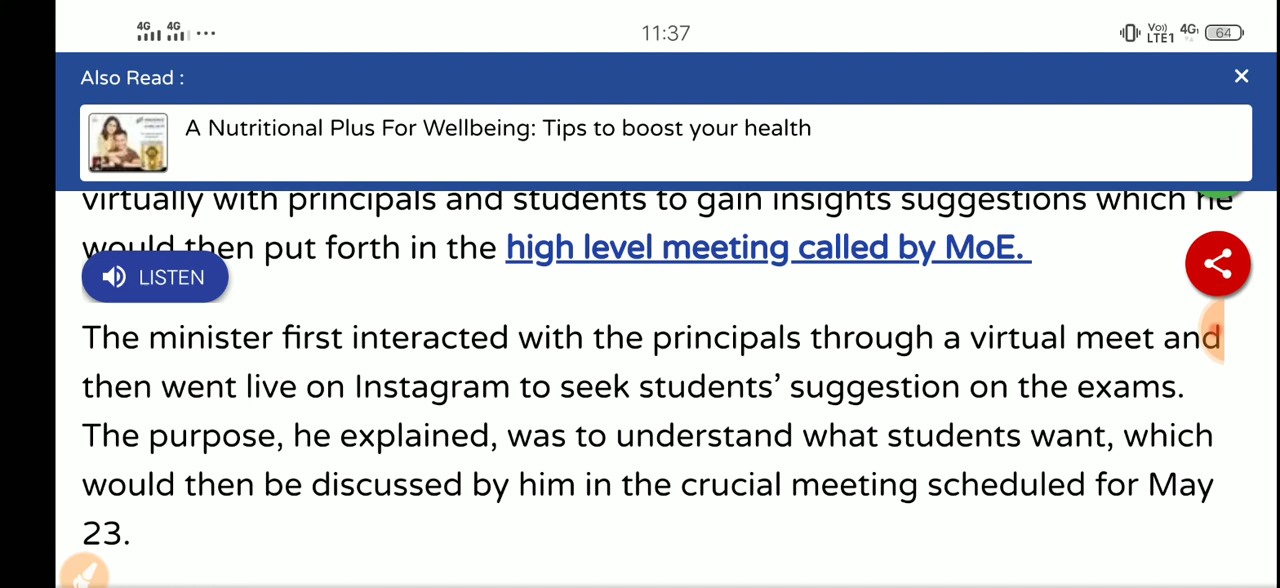 4G 4G 11:37 Vo)) LTE1 4G 64
Also Read :
A Nutritional Plus For Wellbeing: Tips to boost your health
virtually with principals and students to gain insights suggestions which he
would then put forth in the high level meeting called by MoE.
LISTEN
The minister first interacted with the principals through a virtual meet and
then went live on Instagram to seek students’ suggestion on the exams.
The purpose, he explained, was to understand what students want, which
would then be discussed by him in the crucial meeting scheduled for May
23.